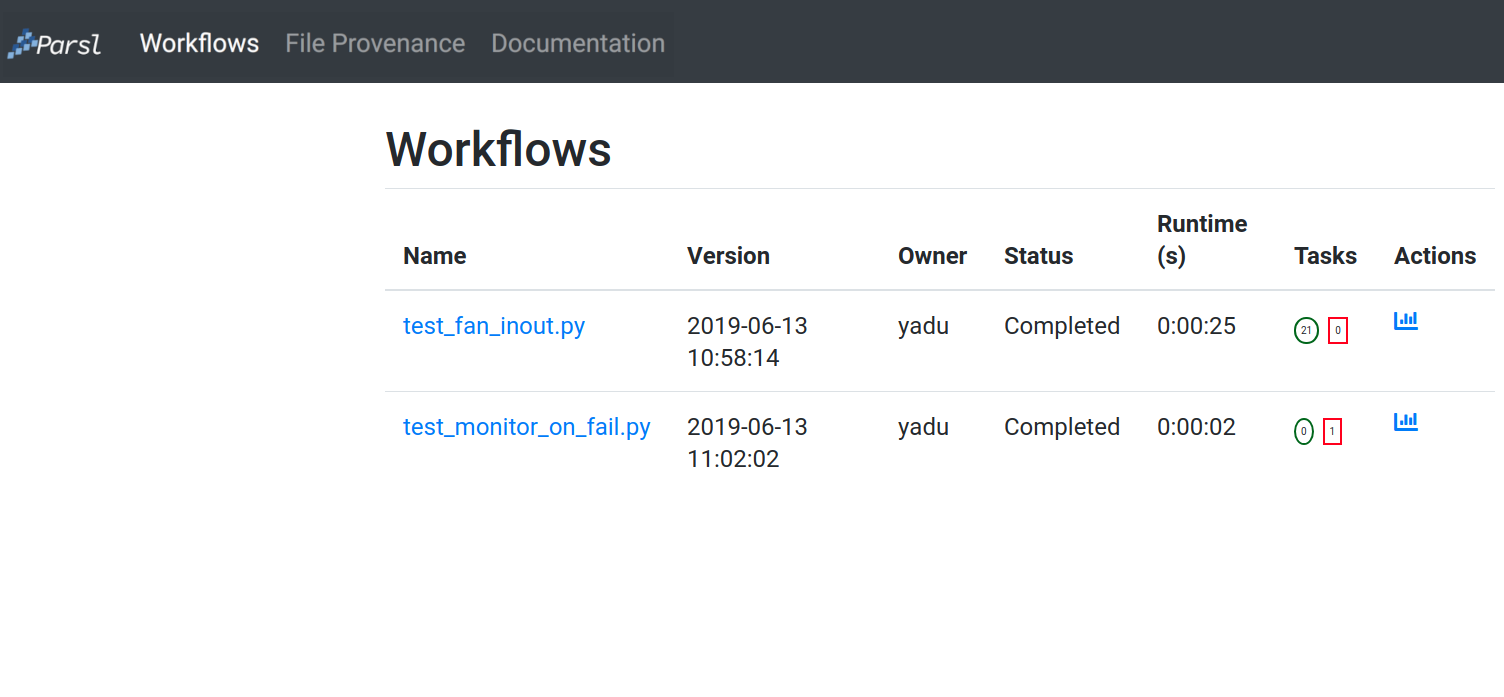 Parsl Workflows File Provenance Documentation
Workflows
Name Version Owner Status Runtime (s) Tasks Actions
test_fan_inout.py 2019-06-13 10:58:14 yadu Completed 0:00:25 21 0
test_monitor_on_fail.py 2019-06-13 11:02:02 yadu Completed 0:00:02 0 1